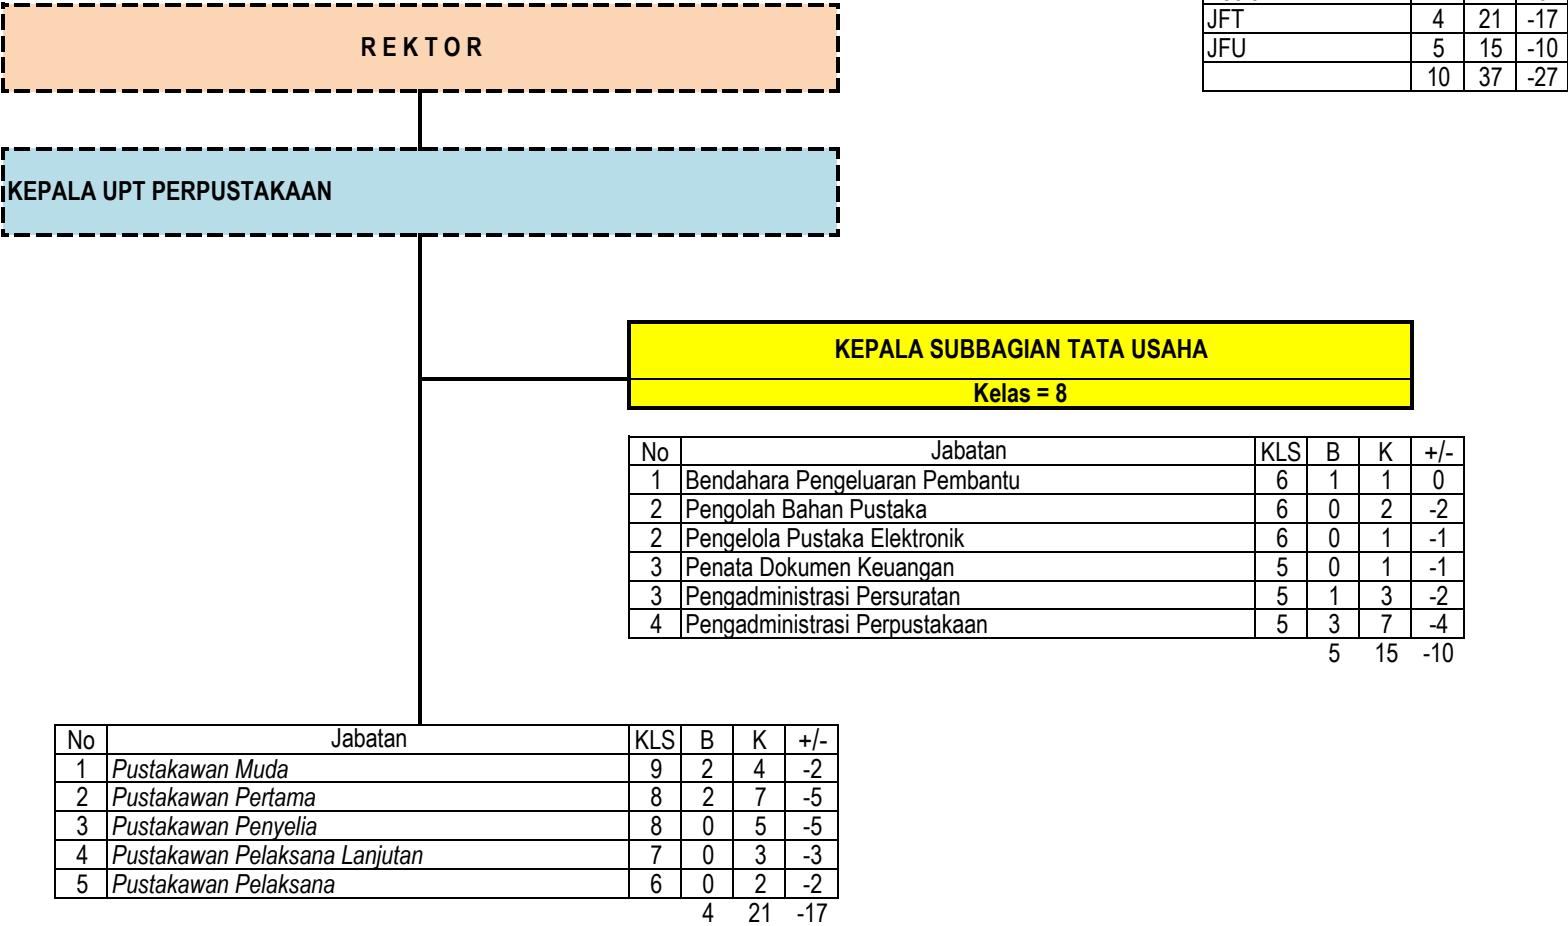 JFT 4 21 -17
JFU 5 15 -10
10 37 -27
R E K T O R
KEPALA UPT PERPUSTAKAAN
KEPALA SUBBAGIAN TATA USAHA
Kelas = 8
No Jabatan KLS B K +/-
1 Bendahara Pengeluaran Pembantu 6 1 1 0
2 Pengolah Bahan Pustaka 6 0 2 -2
2 Pengelola Pustaka Elektronik 6 0 1 -1
3 Penata Dokumen Keuangan 5 0 1 -1
3 Pengadministrasi Persuratan 5 1 3 -2
4 Pengadministrasi Perpustakaan 5 3 7 -4
5 15 -10
No Jabatan KLS B K +/-
1 Pustakawan Muda 9 2 4 -2
2 Pustakawan Pertama 8 2 7 -5
3 Pustakawan Penyelia 8 0 5 -5
4 Pustakawan Pelaksana Lanjutan 7 0 3 -3
5 Pustakawan Pelaksana 6 0 2 -2
4 21 -17